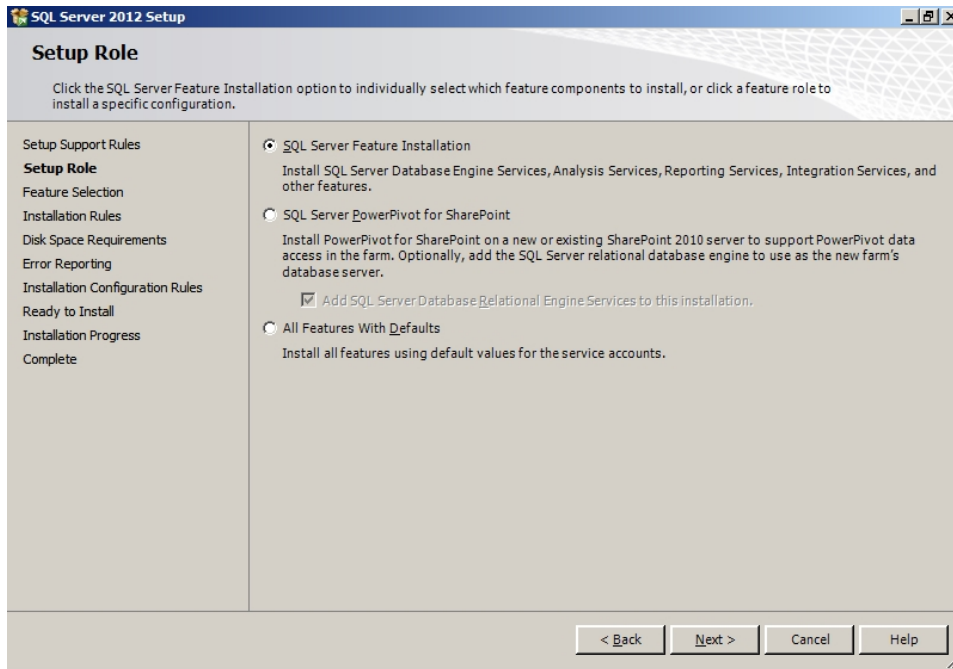 SQL Server 2012 Setup
Setup Role
Click the SQL Server Feature Installation option to individually select which feature components to install, or click a feature role to
install a specific configuration.
Setup Support Rules
Setup Role
Feature Selection
Installation Rules
Disk Space Requirements
Error Reporting
Installation Configuration Rules
Ready to Install
Installation Progress
Complete
SQL Server Feature Installation
Install SQL Server Database Engine Services, Analysis Services, Reporting Services, Integration Services, and
other features.
SQL Server PowerPivot for SharePoint
Install PowerPivot for SharePoint on a new or existing SharePoint 2010 server to support PowerPivot data
access in the farm. Optionally, add the SQL Server relational database engine to use as the new farm's
database server.
Add SQL Server Database Relational Engine Services to this installation.
All Features With Defaults
Install all features using default values for the service accounts.
< Back Next > Cancel Help